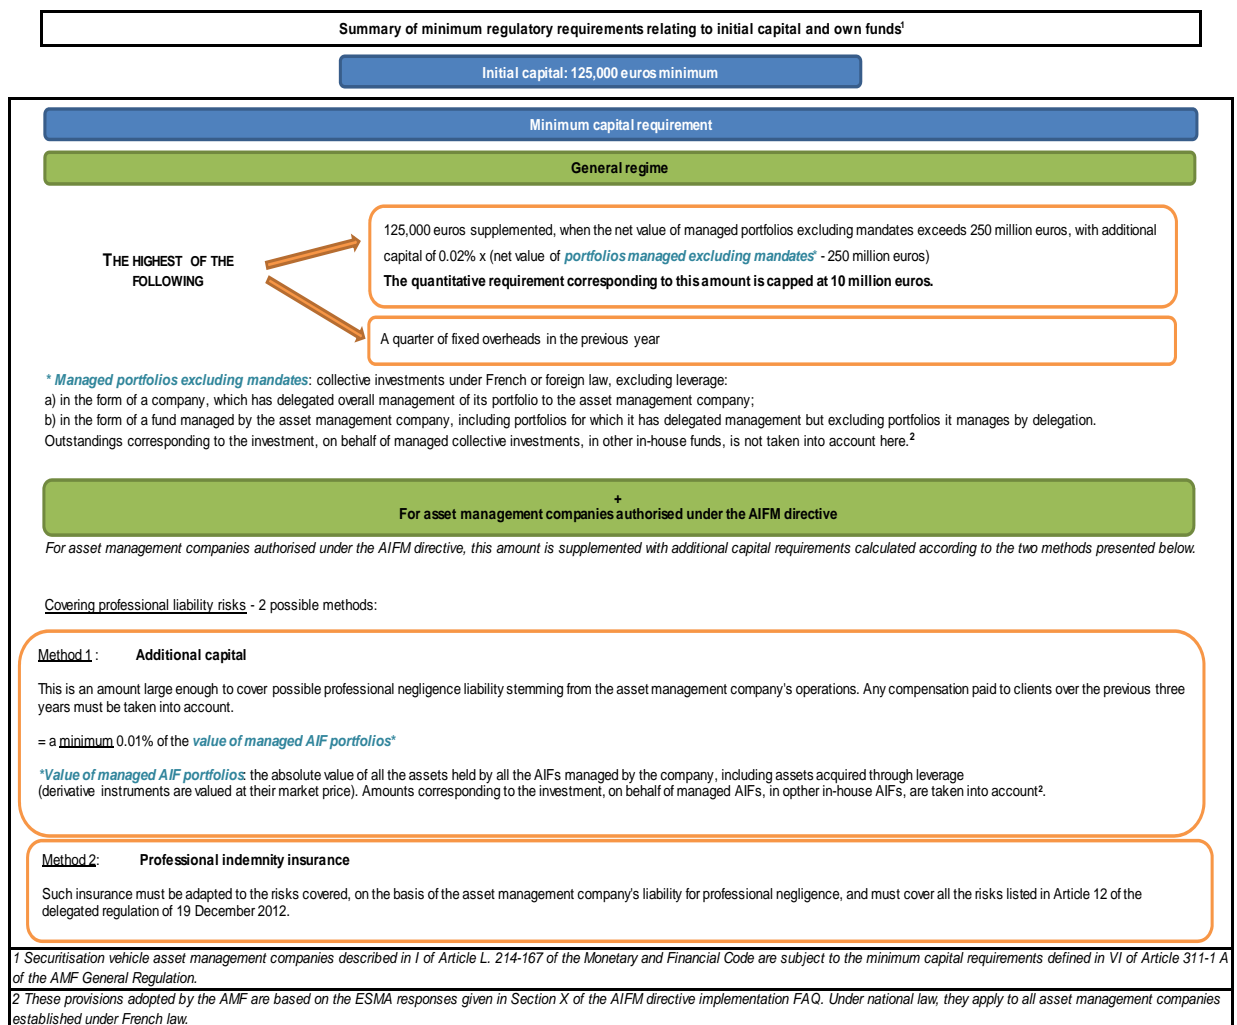 Summary of minimum regulatory requirements relating to initial capital and own funds¹
Initial capital: 125,000 euros minimum
Minimum capital requirement
General regime
THE HIGHEST OF THE
FOLLOWING
125,000 euros supplemented, when the net value of managed portfolios excluding mandates exceeds 250 million euros, with additional
capital of 0.02% x (net value of portfolios managed excluding mandates* - 250 million euros)
The quantitative requirement corresponding to this amount is capped at 10 million euros.
A quarter of fixed overheads in the previous year
* Managed portfolios excluding mandates: collective investments under French or foreign law, excluding leverage:
a) in the form of a company, which has delegated overall management of its portfolio to the asset management company;
b) in the form of a fund managed by the asset management company, including portfolios for which it has delegated management but excluding portfolios it manages by delegation.
Outstandings corresponding to the investment, on behalf of managed collective investments, in other in-house funds, is not taken into account here.²
+
For asset management companies authorised under the AIFM directive
For asset management companies authorised under the AIFM directive, this amount is supplemented with additional capital requirements calculated according to the two methods presented below.
Covering professional liability risks - 2 possible methods:
Method 1 : Additional capital
This is an amount large enough to cover possible professional negligence liability stemming from the asset management company's operations. Any compensation paid to clients over the previous three
years must be taken into account.
= a minimum 0.01% of the value of managed AIF portfolios*
*Value of managed AIF portfolios: the absolute value of all the assets held by all the AIFs managed by the company, including assets acquired through leverage
(derivative instruments are valued at their market price). Amounts corresponding to the investment, on behalf of managed AIFs, in opther in-house AIFs, are taken into account².
Method 2: Professional indemnity insurance
Such insurance must be adapted to the risks covered, on the basis of the asset management company's liability for professional negligence, and must cover all the risks listed in Article 12 of the
delegated regulation of 19 December 2012.
1 Securitisation vehicle asset management companies described in I of Article L. 214-167 of the Monetary and Financial Code are subject to the minimum capital requirements defined in VI of Article 311-1 A
of the AMF General Regulation.
2 These provisions adopted by the AMF are based on the ESMA responses given in Section X of the AIFM directive implementation FAQ. Under national law, they apply to all asset management companies
established under French law.